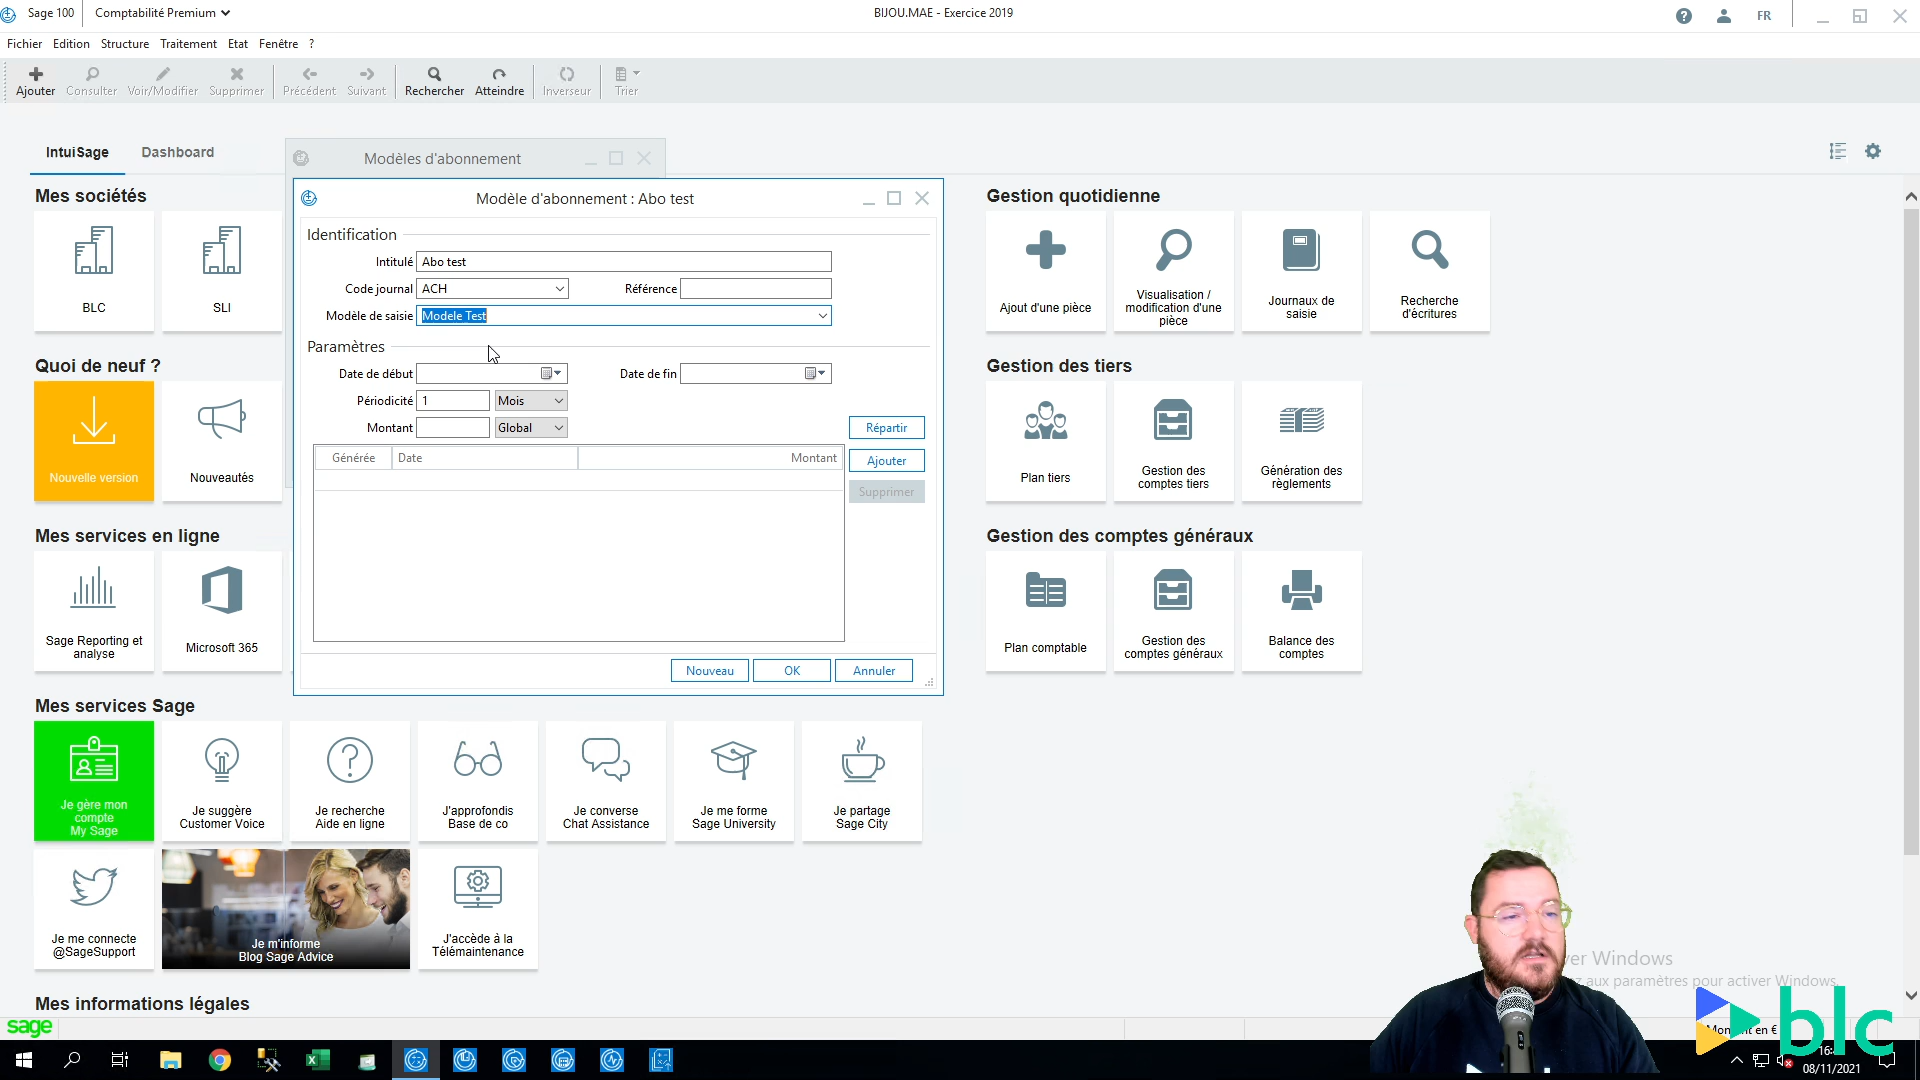 Sage 100
Comptabilité Premium
BIJOU.MAE - Exercice 2019
FR
Fichier Edition Structure Traitement Etat Fenêtre ?
Ajouter Consulter Voir/Modifier Supprimer Précédent Suivant Rechercher Atteindre Inverseur Trier
IntuiSage Dashboard
Modèles d'abonnement
Modèle d'abonnement : Abo test
Identification
Intitulé Abo test
Code journal ACH Référence
Modèle de saisie Modele Test
Paramètres
Date de début Date de fin
Périodicité 1 Mois
Montant Global Répartir
Générée Date Montant
Ajouter
Supprimer
Nouveau OK Annuler
Mes sociétés
BLC
SLI
Quoi de neuf ?
Nouvelle version
Nouveautés
Mes services en ligne
Sage Reporting et
analyse
Microsoft 365
Gestion quotidienne
Ajout d'une pièce
Visualisation /
modification d'une
pièce
Journaux de
saisie
Recherche
d'écritures
Gestion des tiers
Plan tiers
Gestion des
comptes tiers
Génération des
règlements
Gestion des comptes généraux
Plan comptable
Gestion des
comptes généraux
Balance des
comptes
Mes services Sage
Je gère mon
compte
My Sage
Je suggère
Customer Voice
Je recherche
Aide en ligne
J'approfondis
Base de co
Je converse
Chat Assistance
Je me forme
Sage University
Je partage
Sage City
Je me connecte
@SageSupport
Je m'informe
Blog Sage Advice
J'accède à la
Télémaintenance
Mes informations légales
Windows
aux paramètres pour activer Windows.
sage
en €
blc
08/11/2021